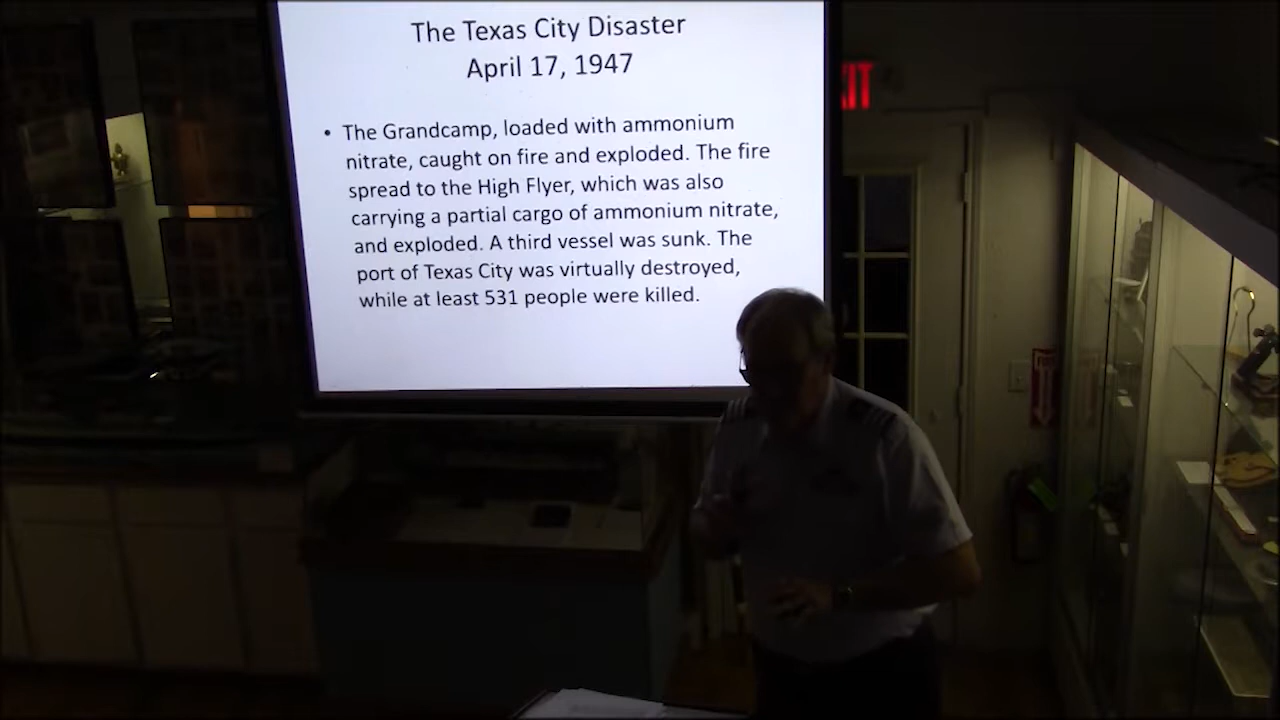 The Texas City Disaster
April 17, 1947
• The Grandcamp, loaded with ammonium
nitrate, caught on fire and exploded. The fire
spread to the High Flyer, which was also
carrying a partial cargo of ammonium nitrate,
and exploded. A third vessel was sunk. The
port of Texas City was virtually destroyed,
while at least 531 people were killed.
XIT